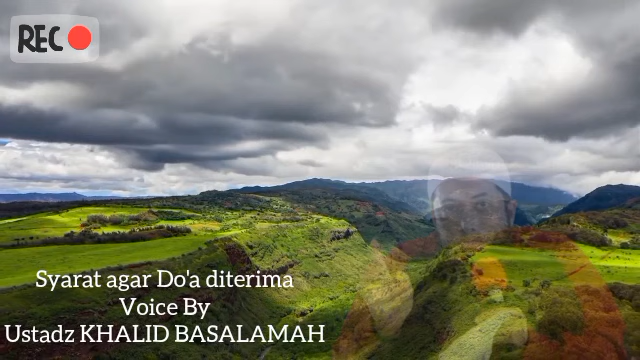 REC
Syarat agar Do'a diterima
Voice By
Ustadz KHALID BASALAMAH